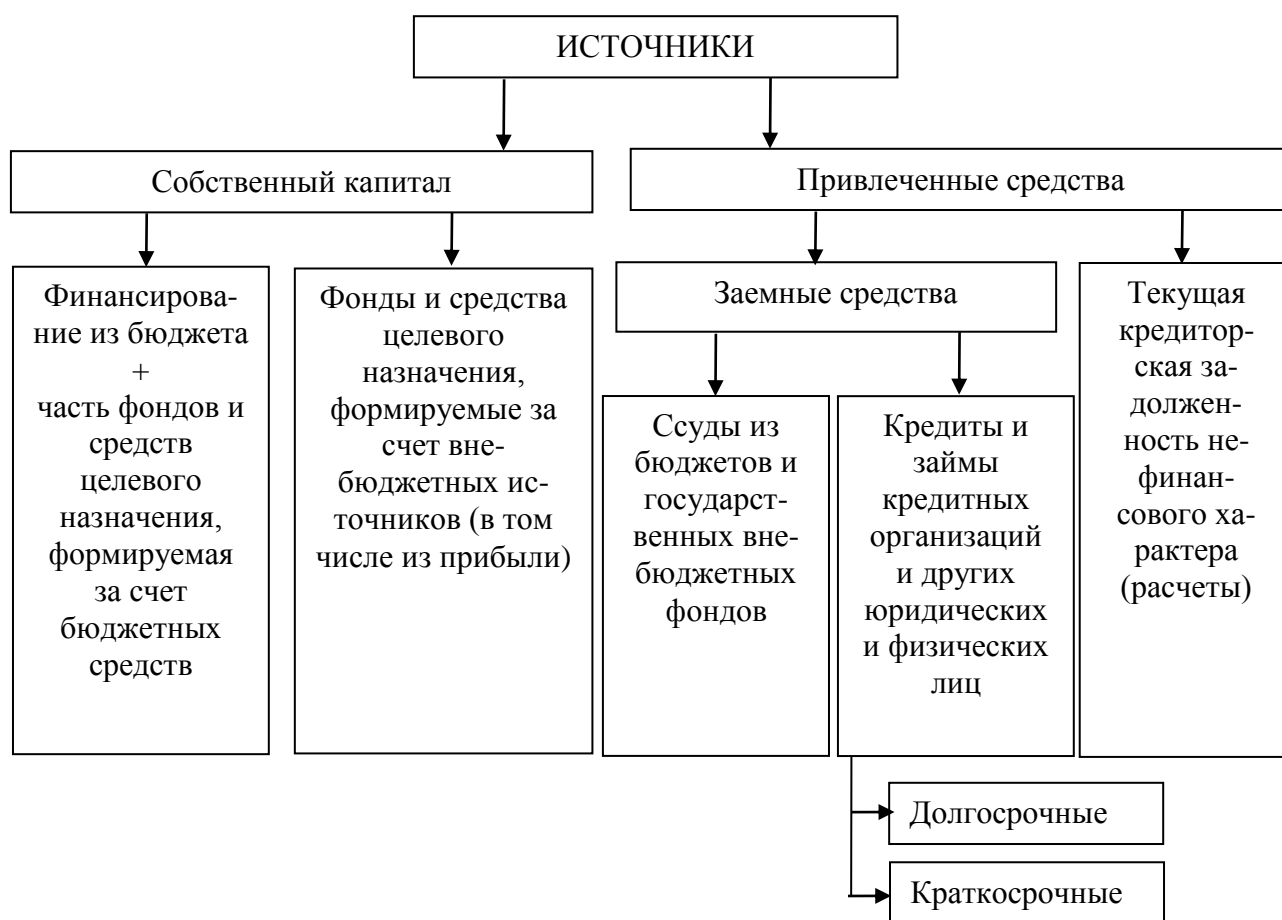 ИСТОЧНИКИ
Собственный капитал
Привлеченные средства
Финансирова-
ние из бюджета
+
часть фондов и
средств
целевого
назначения,
формируемая
за счет
бюджетных
средств
Фонды и средства
целевого
назначения,
формируемые за
счет вне-
бюджетных ис-
точников (в том
числе из прибыли)
Заемные средства
Ссуды из
бюджетов и
государст-
венных вне-
бюджетных
фондов
Кредиты и
займы
кредитных
организаций
и других
юридических
и физических
лиц
Текущая
кредитор-
ская за-
должен-
ность не-
финан-
сового ха-
рактера
(расчеты)
Долгосрочные
Краткосрочные